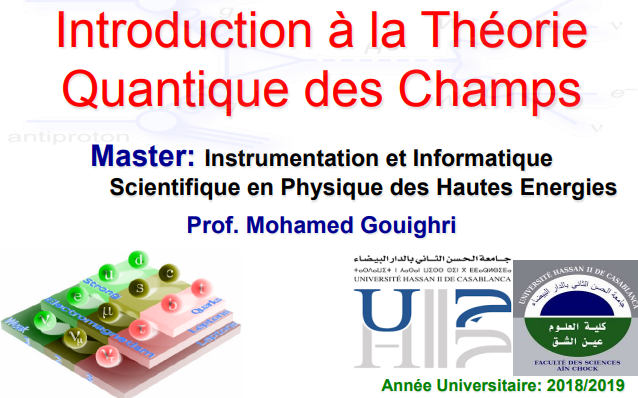 Introduction à la Théorie
Quantique des Champs
antiproton
Master: Instrumentation et Informatique
Scientifique en Physique des Hautes Energies
Prof. Mohamed Gouighri
جامعة الحسن الثاني بالدار البيضاء
UNIVERSITÉ HASSAN II DE CASABLANCA
UNIVERSITÉ HASSAN II DE CASABLANCA
جامعة الحسن الثاني بالدار البيضاء
كلية العلوم
عين الشق
FACULTÉ DES SCIENCES
AÏN CHOCK
Strong
Electromagnetism
Weak
Quarks
Leptons
u
d
c
s
t
b
Année Universitaire: 2018/2019